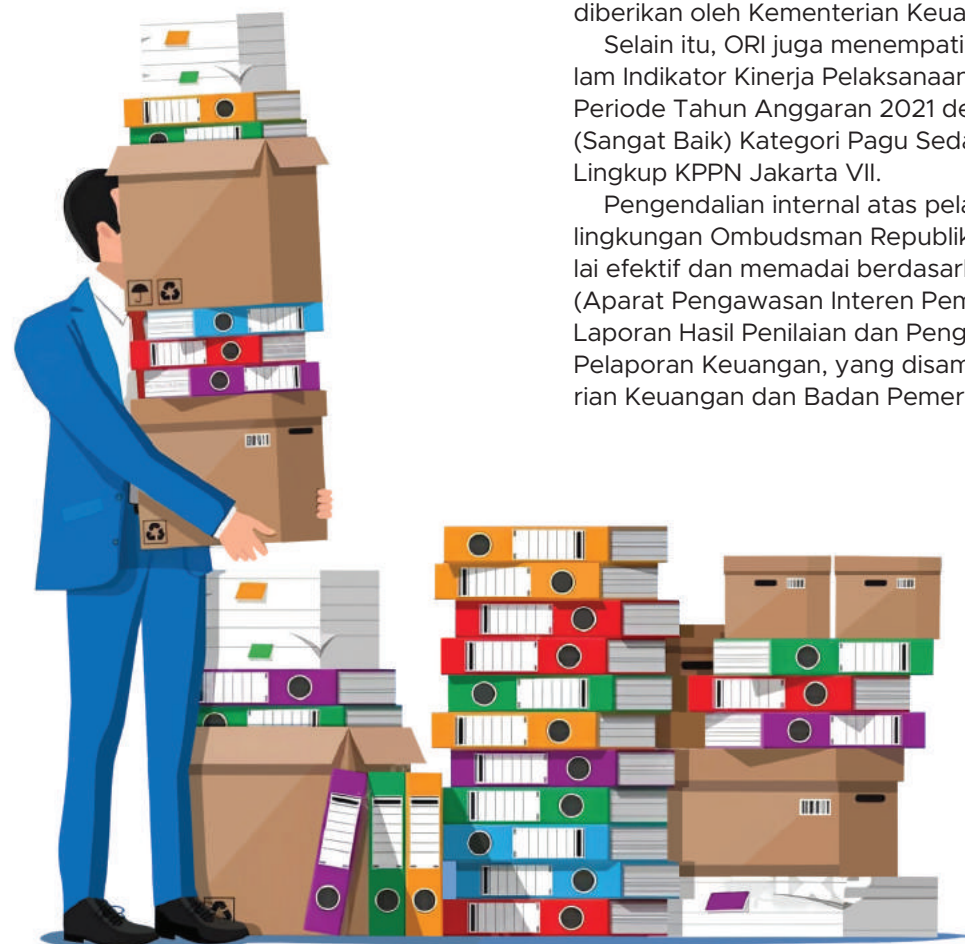 diberikan oleh Kementerian Keua
Selain itu, ORI juga menempati
lam Indikator Kinerja Pelaksanaan
Periode Tahun Anggaran 2021 de
(Sangat Baik) Kategori Pagu Seda
Lingkup KPPN Jakarta VII.
Pengendalian internal atas pela
lingkungan Ombudsman Republik
lai efektif dan memadai berdasark
(Aparat Pengawasan Interen Pem
Laporan Hasil Penilaian dan Peng
Pelaporan Keuangan, yang disam
rian Keuangan dan Badan Pemer